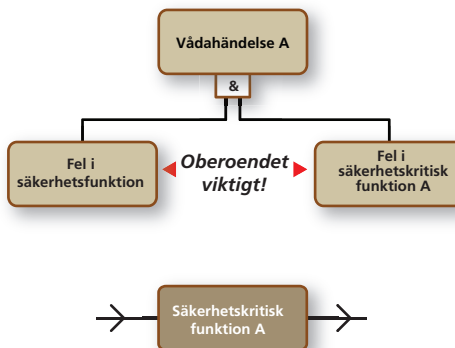 Vådahändelse A
&
Fel i
säkerhetsfunktion
Oberoendet
viktigt!
Fel i
säkerhetskritisk
funktion A
Säkerhetskritisk
funktion A